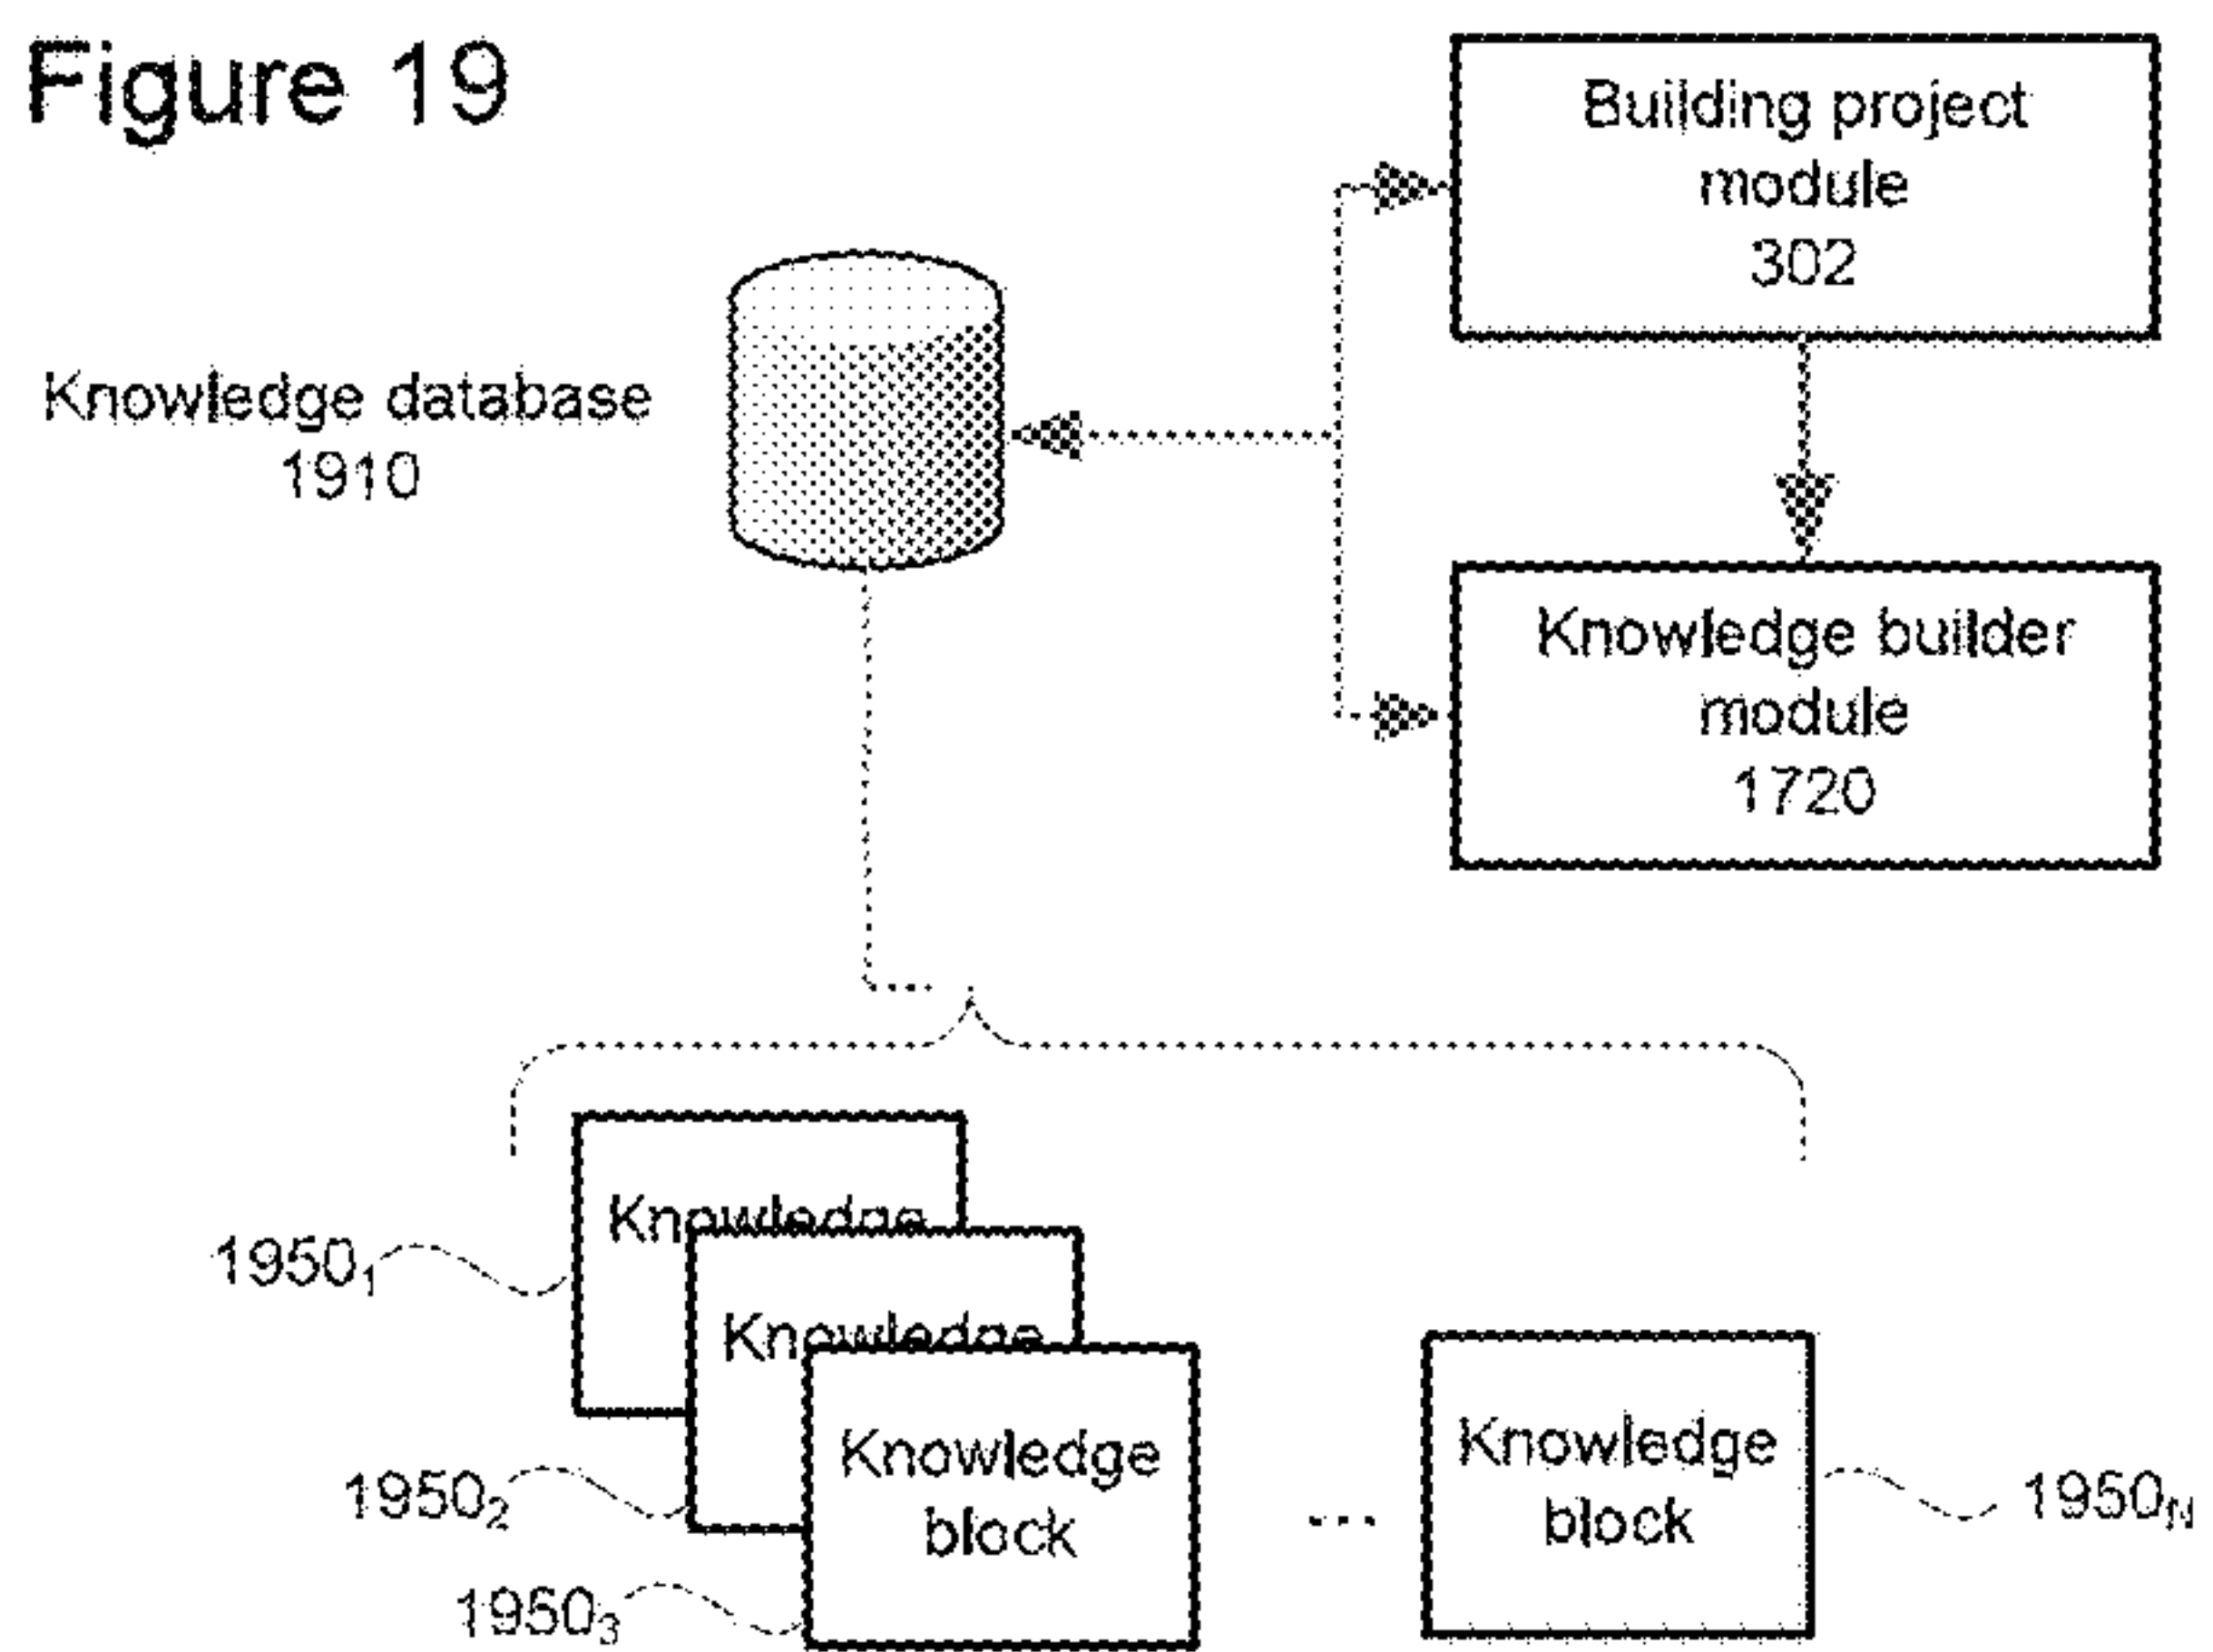 Figure 19
Building project
module
302
Knowledge database
1910
Knowledge builder
module
1720
Knowledge
1950₁
Knowledge
1950₂
Knowledge
block
1950₃
...
Knowledge
block
1950_N